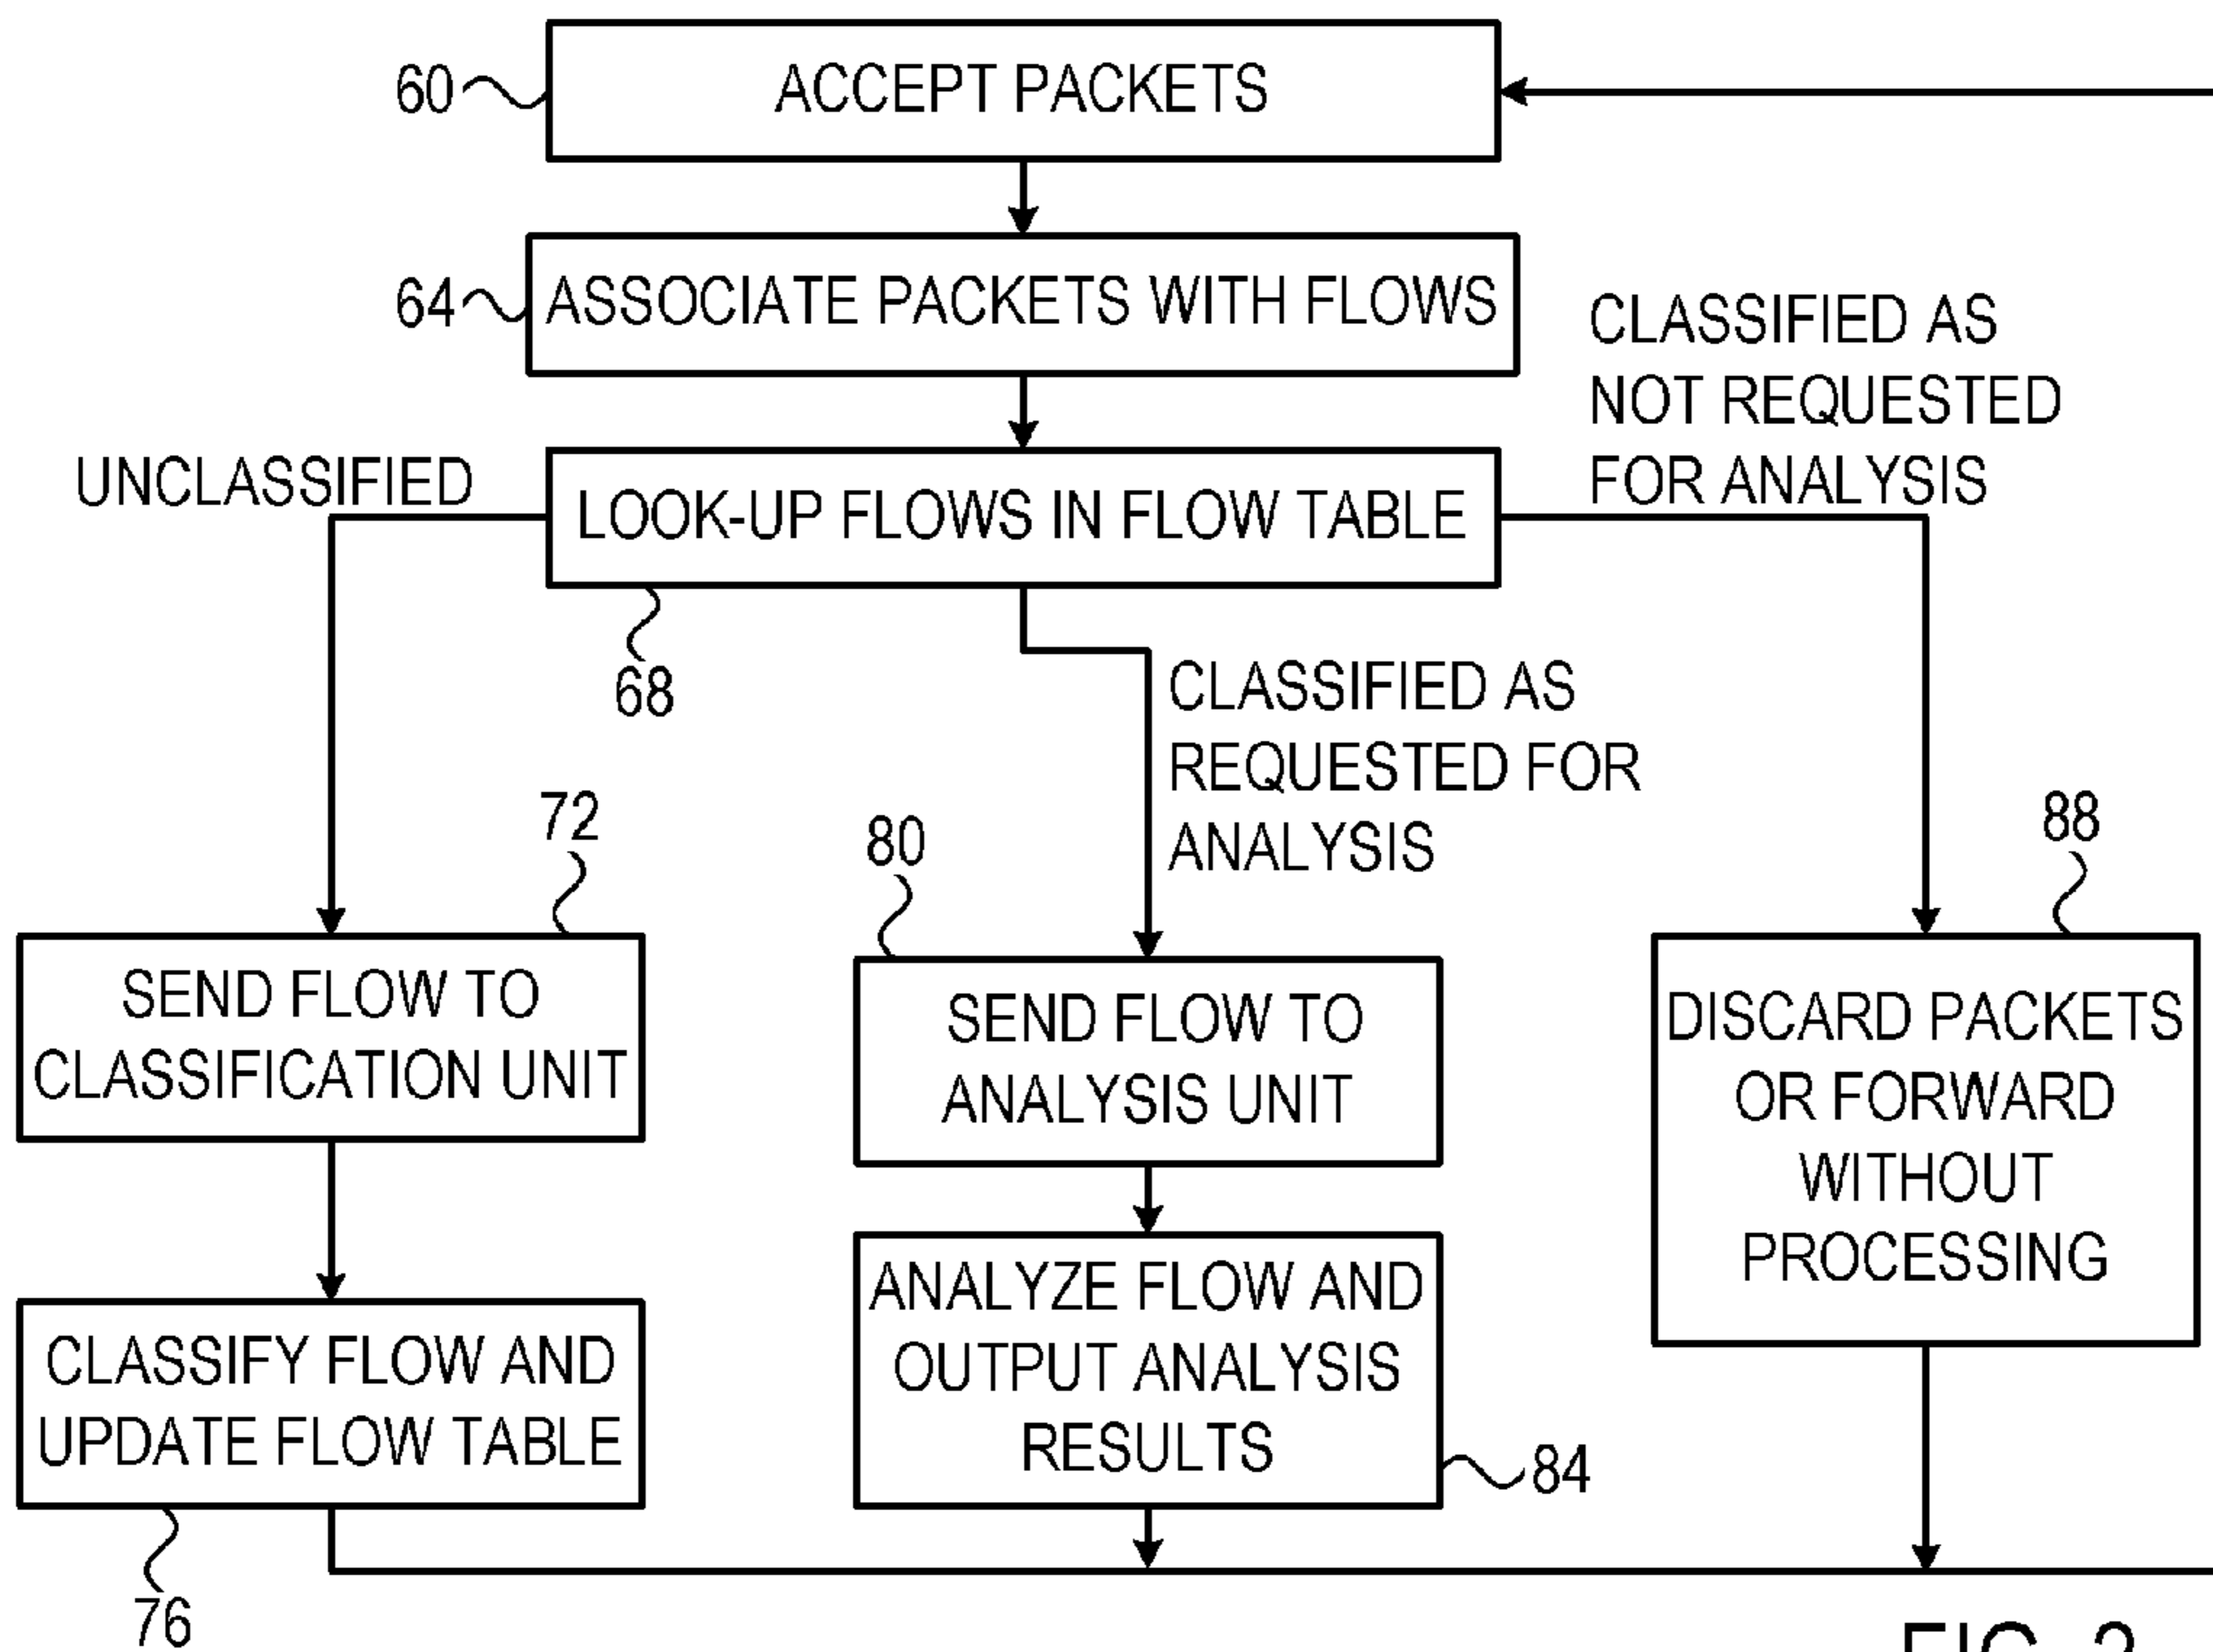 ACCEPT PACKETS
60
ASSOCIATE PACKETS WITH FLOWS
64
CLASSIFIED AS
NOT REQUESTED
FOR ANALYSIS
UNCLASSIFIED
LOOK-UP FLOWS IN FLOW TABLE
68
CLASSIFIED AS
REQUESTED FOR
ANALYSIS
72
80
88
SEND FLOW TO
CLASSIFICATION UNIT
SEND FLOW TO
ANALYSIS UNIT
DISCARD PACKETS
OR FORWARD
WITHOUT
PROCESSING
CLASSIFY FLOW AND
UPDATE FLOW TABLE
76
ANALYZE FLOW AND
OUTPUT ANALYSIS
RESULTS
84